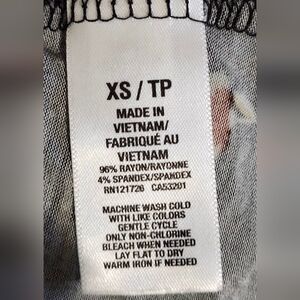 XS / TP
MADE IN
VIETNAM/
FABRIQUÉ AU
VIETNAM
96% RAYON/RAYONNE
4% SPANDEX/SPANDEX
RN121726 CA53201
MACHINE WASH COLD
WITH LIKE COLORS
GENTLE CYCLE
ONLY NON-CHLORINE
BLEACH WHEN NEEDED
LAY FLAT TO DRY
WARM IRON IF NEEDED